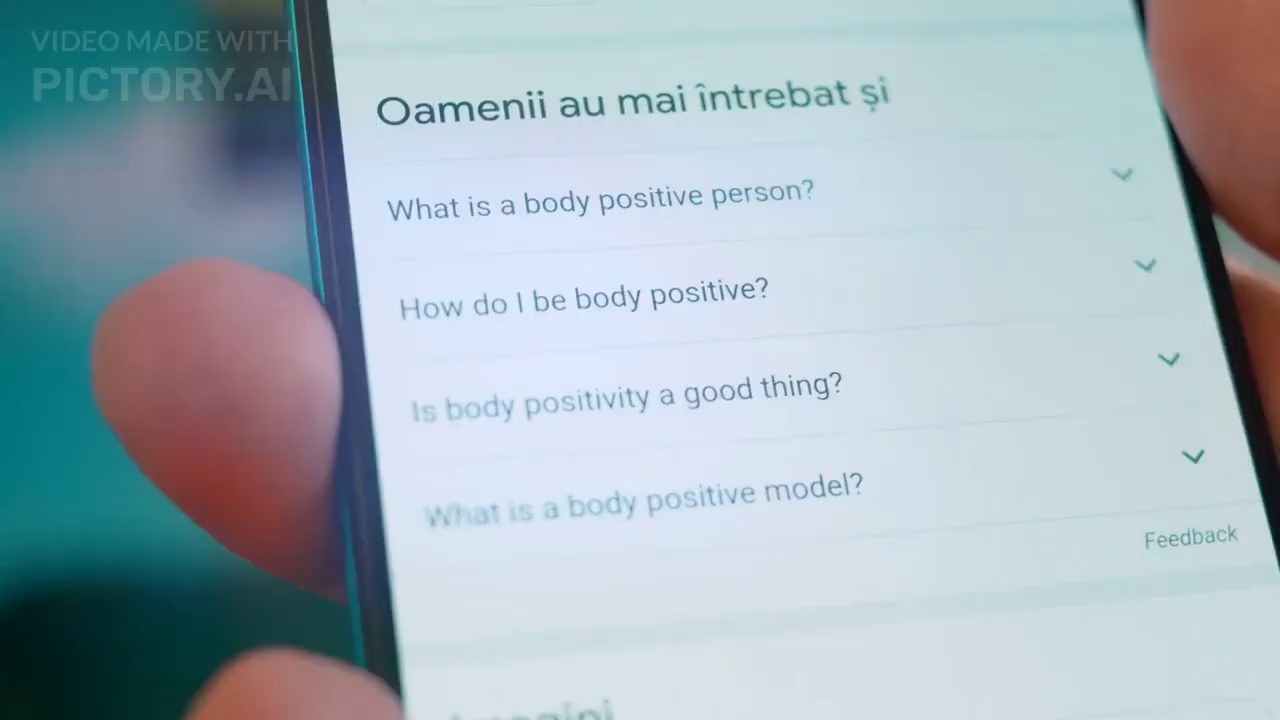 VIDEO MADE WITH
PICTORY.AI
Oamenii au mai întrebat și
What is a body positive person?
How do I be body positive?
Is body positivity a good thing?
What is a body positive model?
Feedback